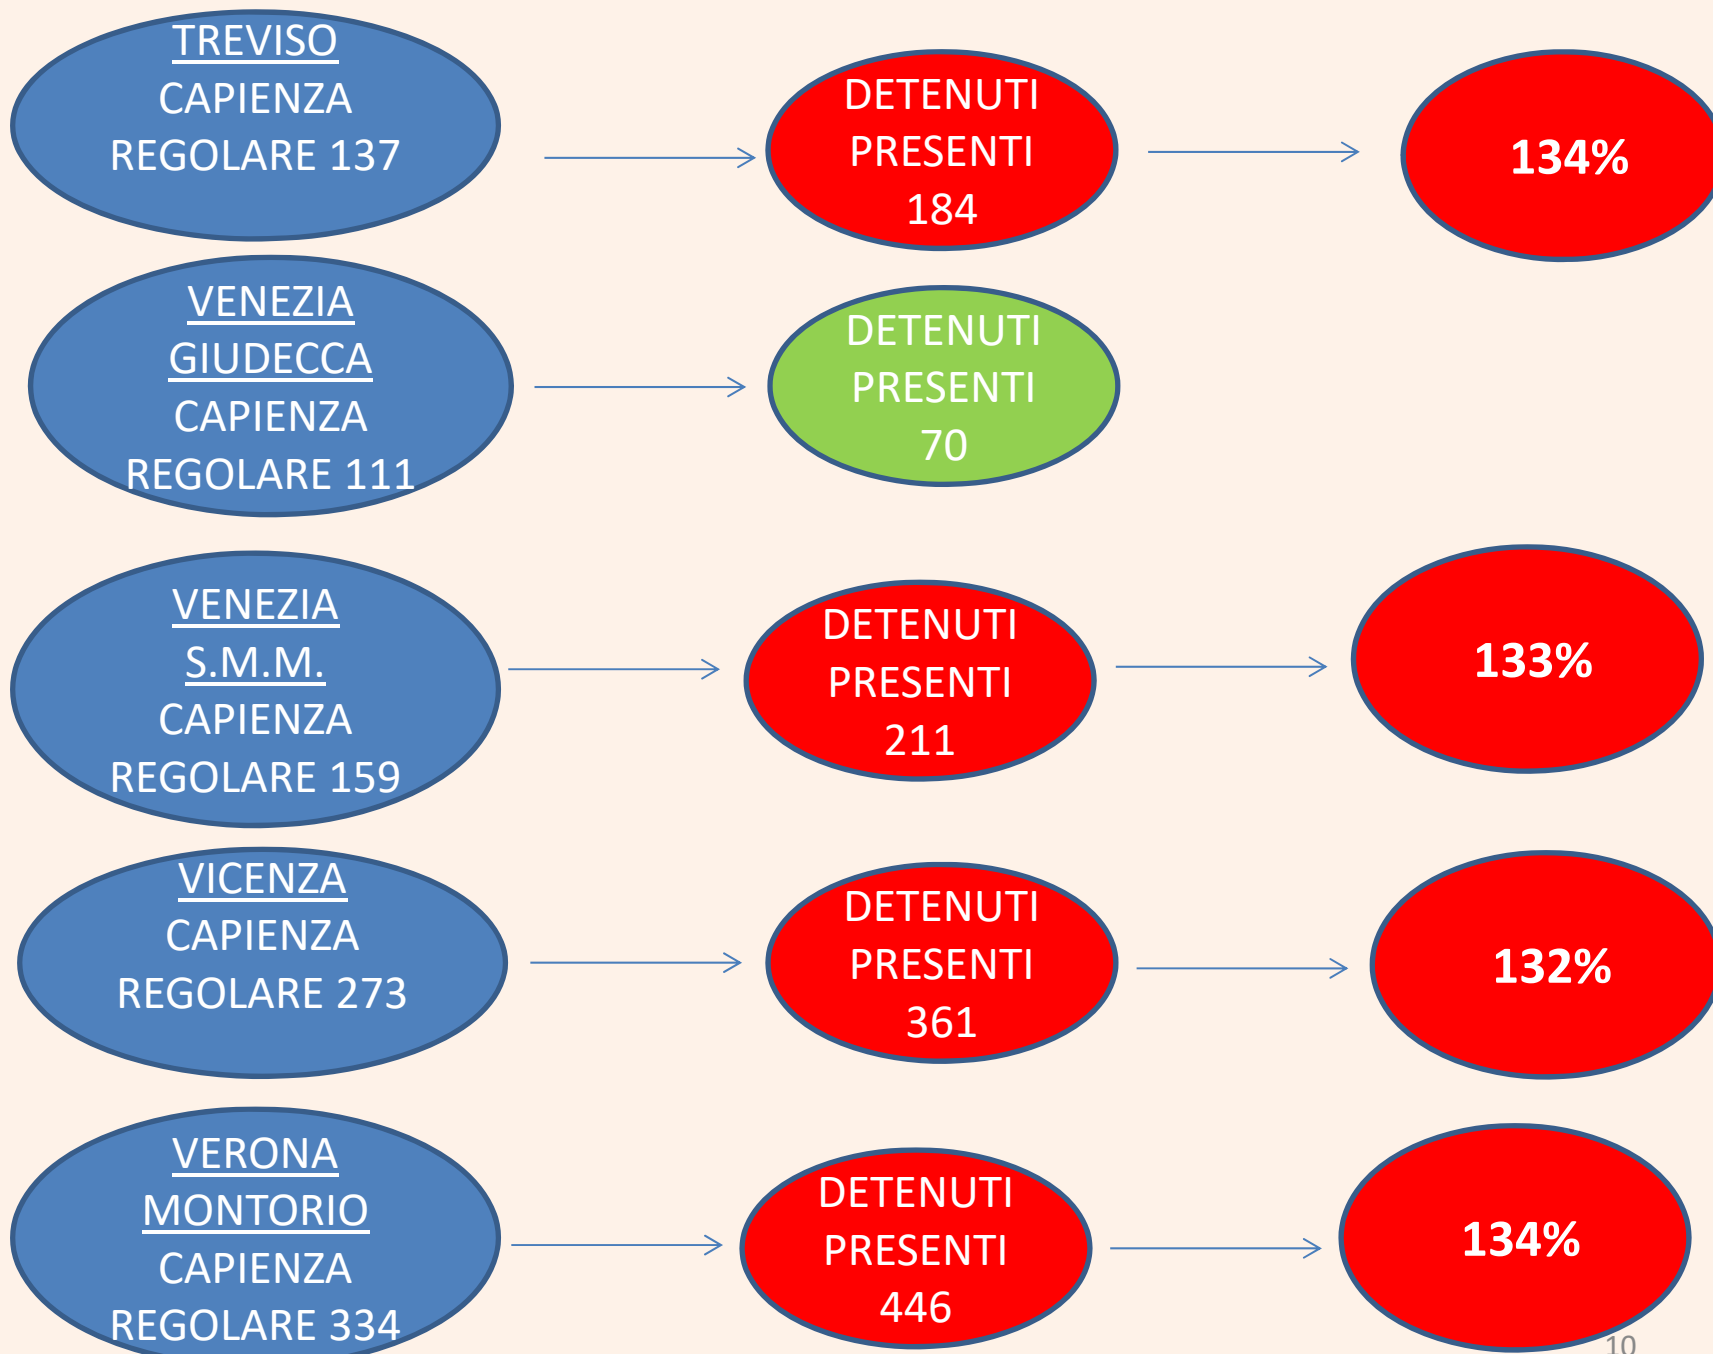 TREVISO
CAPIENZA
REGOLARE 137
DETENUTI
PRESENTI
184
134%
VENEZIA
GIUDECCA
CAPIENZA
REGOLARE 111
DETENUTI
PRESENTI
70
VENEZIA
S.M.M.
CAPIENZA
REGOLARE 159
DETENUTI
PRESENTI
211
133%
VICENZA
CAPIENZA
REGOLARE 273
DETENUTI
PRESENTI
361
132%
VERONA
MONTORIO
CAPIENZA
REGOLARE 334
DETENUTI
PRESENTI
446
134%
10